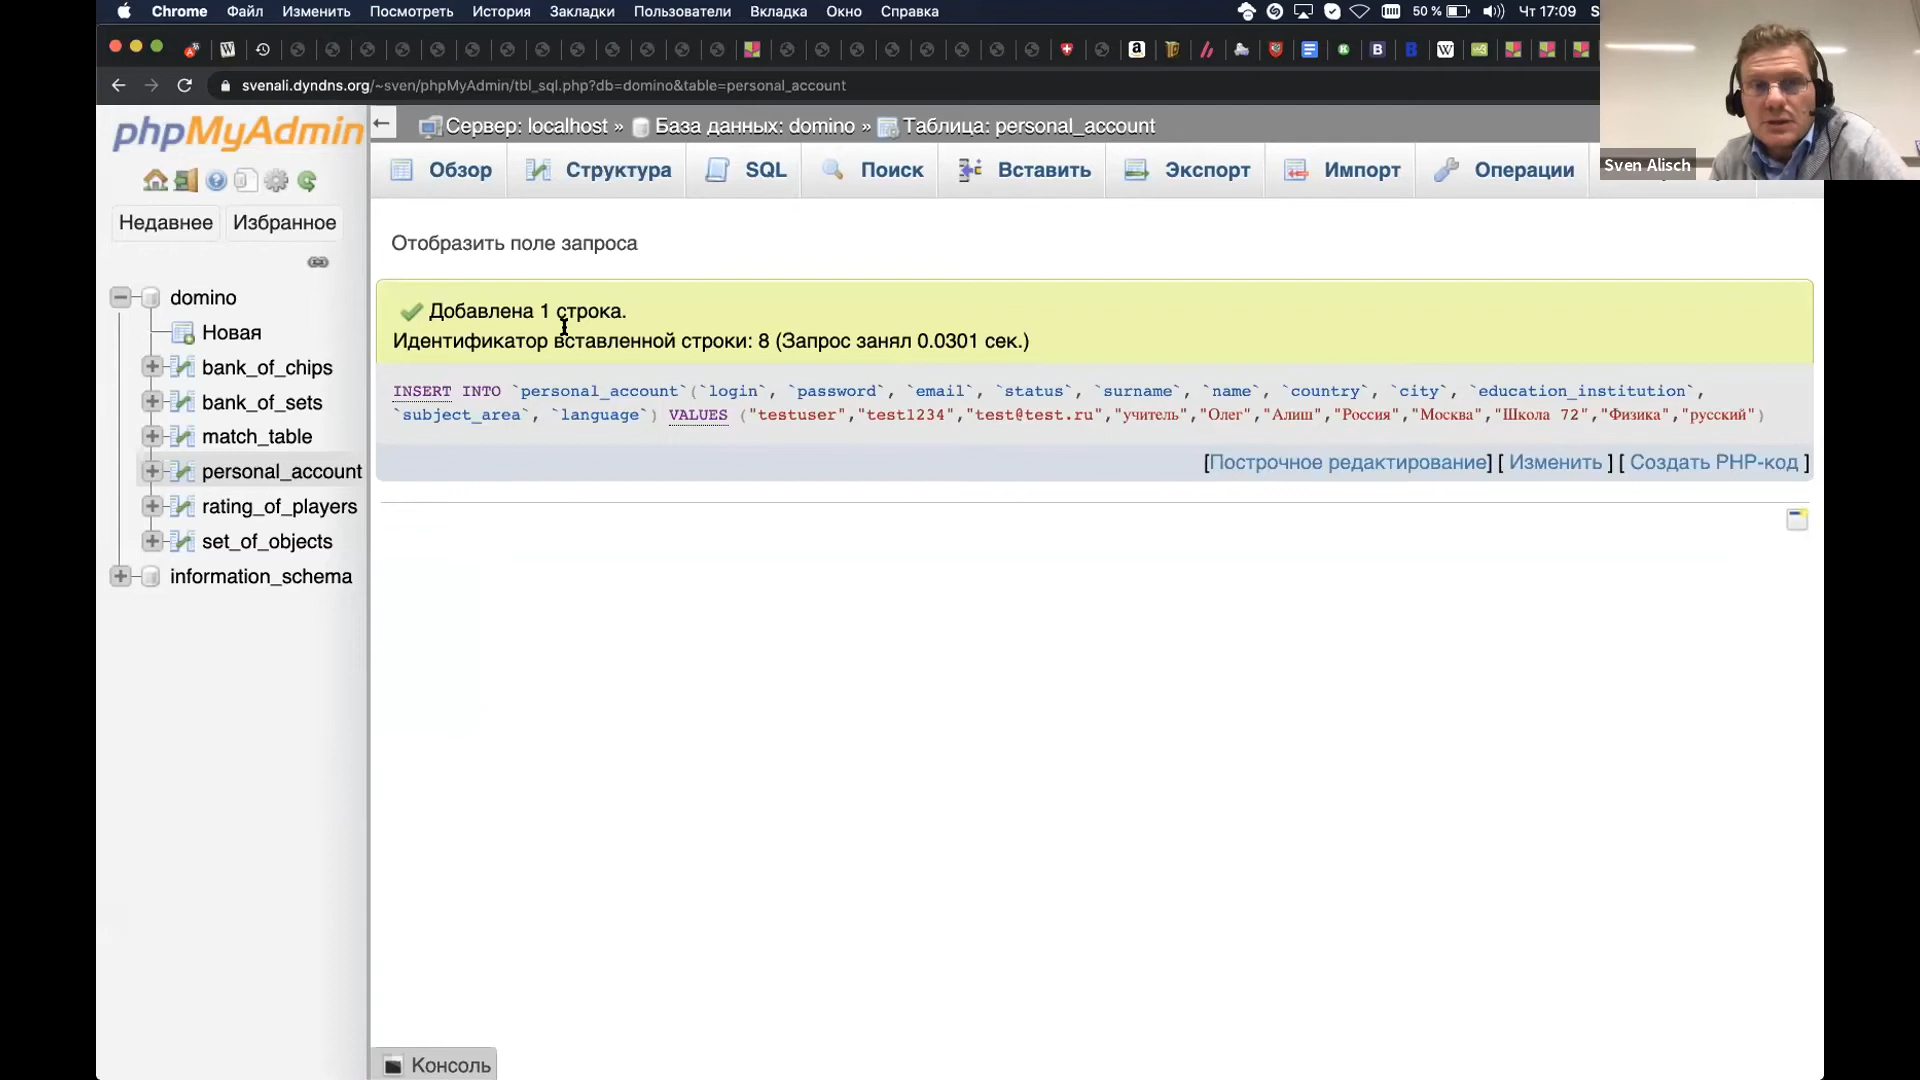 Chrome Файл Изменить Посмотреть История Закладки Пользователи Вкладка Окно Справка 50 % Чт 17:09 S
svenali.dyndns.org/~sven/phpMyAdmin/tbl_sql.php?db=domino&table=personal_account
Sven Alisch
phpMyAdmin
Недавнее Избранное
domino
Новая
bank_of_chips
bank_of_sets
match_table
personal_account
rating_of_players
set_of_objects
information_schema
Сервер: localhost » База данных: domino » Таблица: personal_account
Обзор Структура SQL Поиск Вставить Экспорт Импорт Операции
Отобразить поле запроса
Добавлена 1 строка.
Идентификатор вставленной строки: 8 (Запрос занял 0.0301 сек.)
INSERT INTO `personal_account`(`login`, `password`, `email`, `status`, `surname`, `name`, `country`, `city`, `education_institution`,
`subject_area`, `language`) VALUES ("testuser","test1234","test@test.ru","учитель","Олег","Алиш","Россия","Москва","Школа 72","Физика","русский")
[Построчное редактирование] [ Изменить ] [ Создать PHP-код ]
Консоль